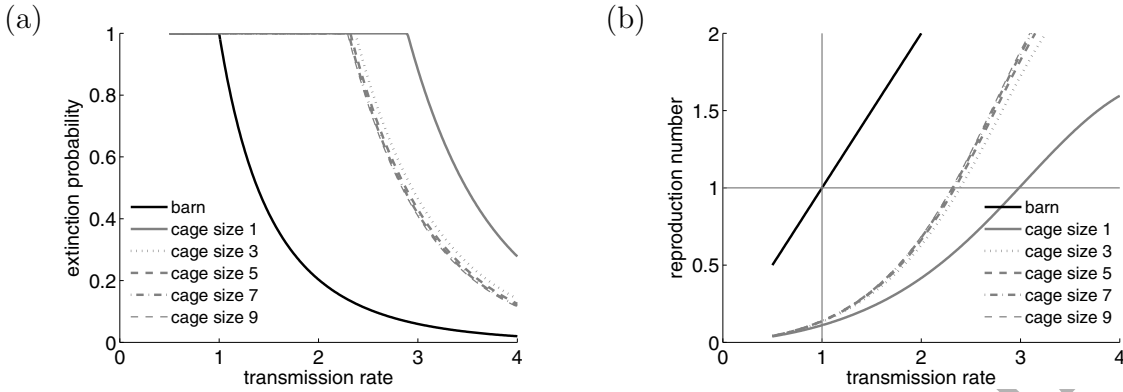 (a)
extinction probability
1
0.8
0.6
0.4
0.2
0
barn
cage size 1
cage size 3
cage size 5
cage size 7
cage size 9
0 1 2 3 4
transmission rate
(b)
reproduction number
2
1.5
1
0.5
0
barn
cage size 1
cage size 3
cage size 5
cage size 7
cage size 9
0 1 2 3 4
transmission rate